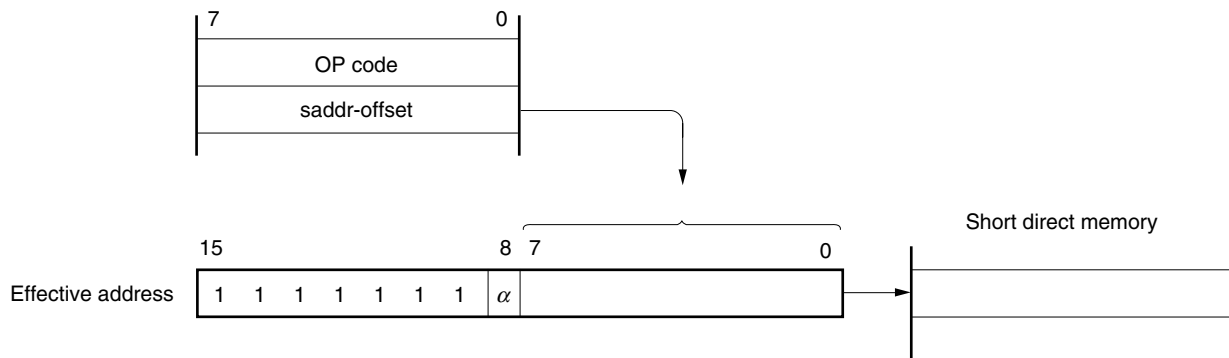 7 0
OP code
saddr-offset
Short direct memory
15 8 7 0
Effective address 1 1 1 1 1 1 1 α